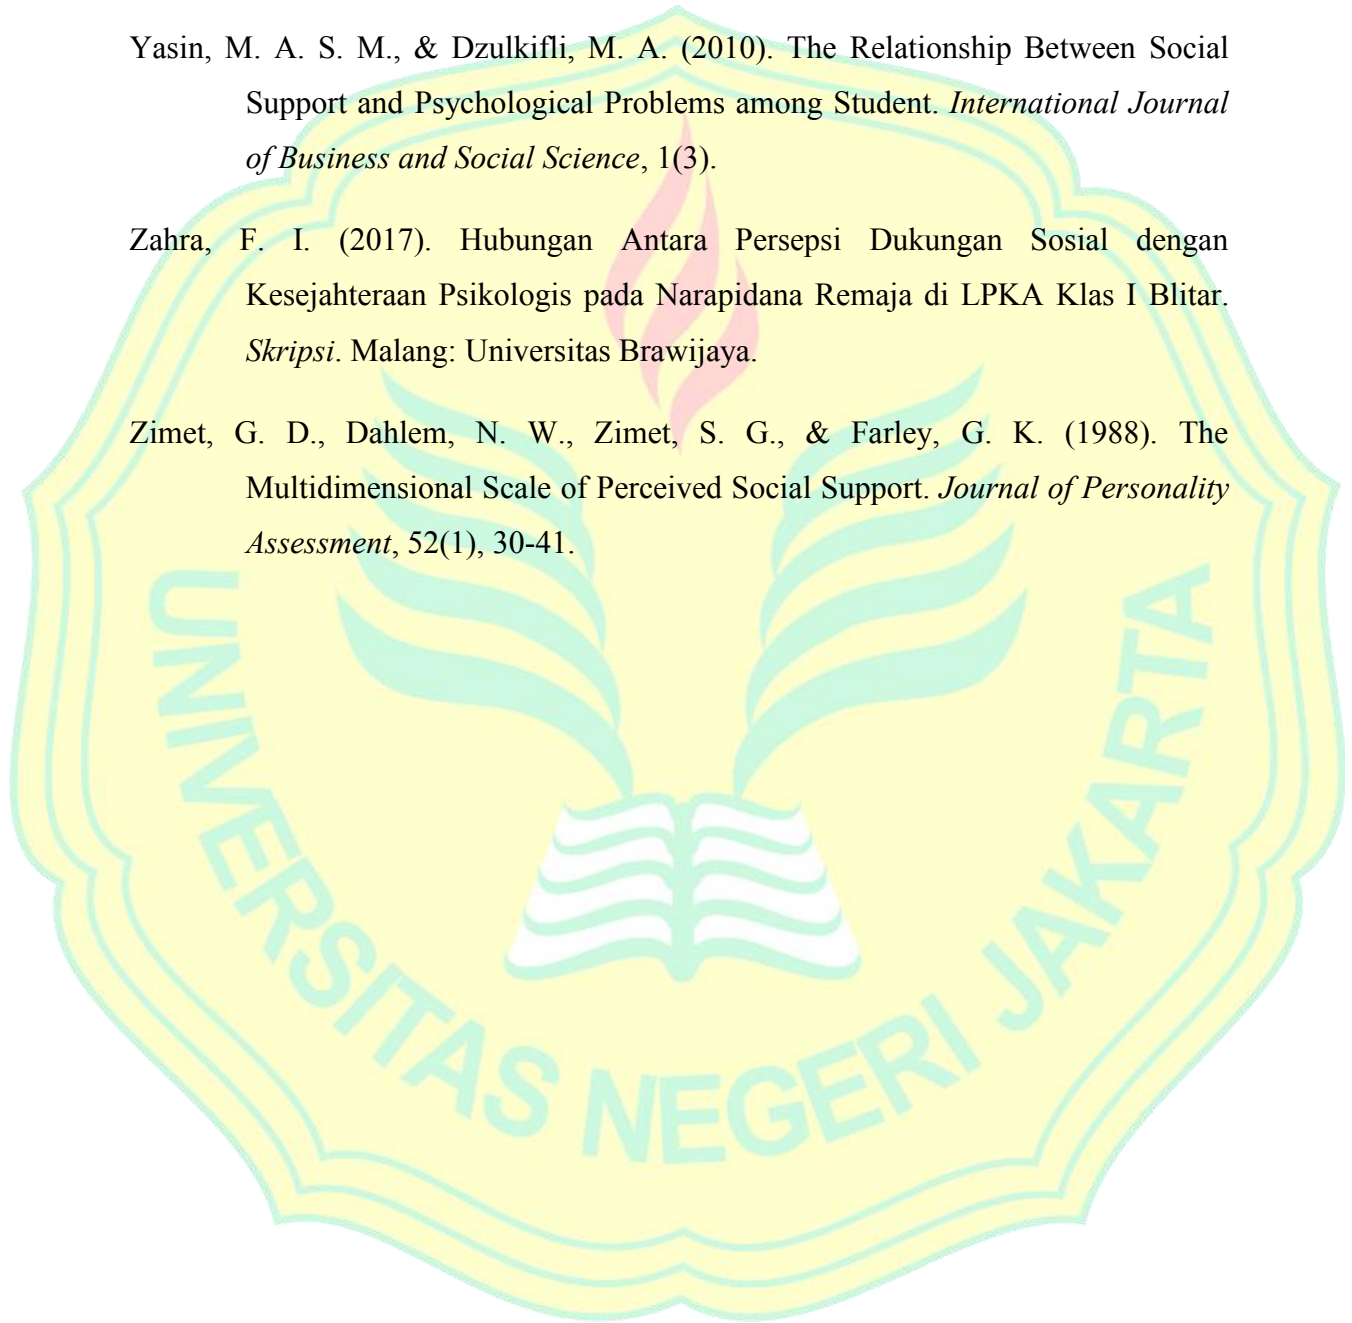 Yasin, M. A. S. M., & Dzulkifli, M. A. (2010). The Relationship Between Social
Support and Psychological Problems among Student. International Journal
of Business and Social Science, 1(3).
Zahra, F. I. (2017). Hubungan Antara Persepsi Dukungan Sosial dengan
Kesejahteraan Psikologis pada Narapidana Remaja di LPKA Klas I Blitar.
Skripsi. Malang: Universitas Brawijaya.
Zimet, G. D., Dahlem, N. W., Zimet, S. G., & Farley, G. K. (1988). The
Multidimensional Scale of Perceived Social Support. Journal of Personality
Assessment, 52(1), 30-41.
UNIVERSITAS NEGERI JAKARTA